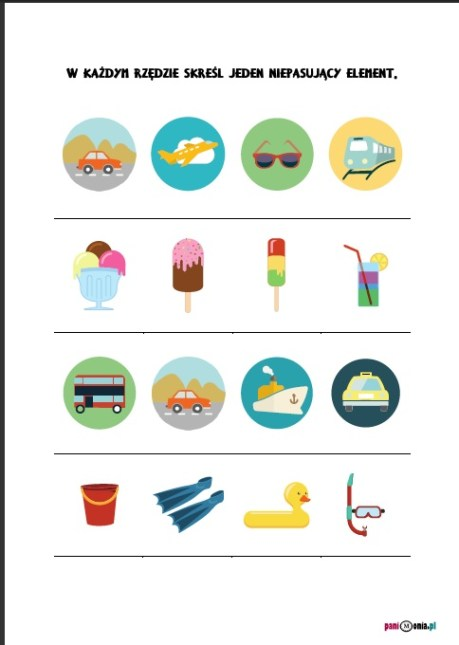 W KAŻDYM RZĘDZIE SKREŚL JEDEN NIEPASUJĄCY ELEMENT.
paniMonia.pl